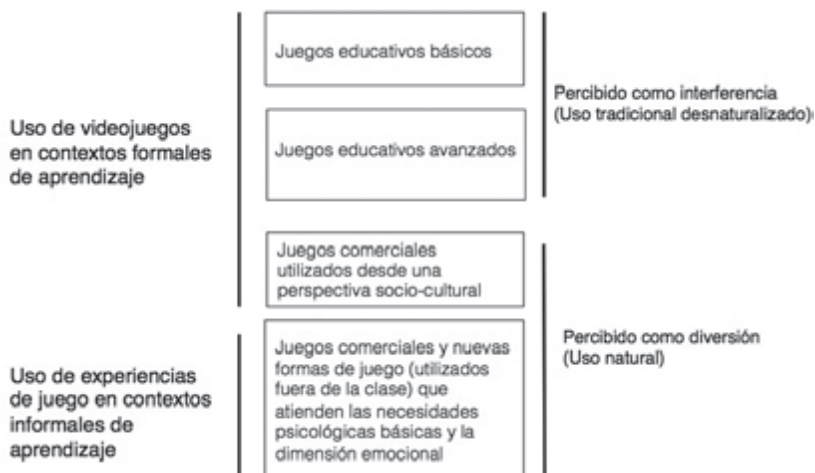 Juegos educativos básicos
Percibido como interferencia
(Uso tradicional desnaturalizado)
Uso de videojuegos
en contextos formales
de aprendizaje
Juegos educativos avanzados
Juegos comerciales
utilizados desde una
perspectiva socio-cultural
Percibido como diversión
(Uso natural)
Uso de experiencias
de juego en contextos
informales de
aprendizaje
Juegos comerciales y nuevas
formas de juego (utilizados
fuera de la clase) que
atienden las necesidades
psicológicas básicas y la
dimensión emocional